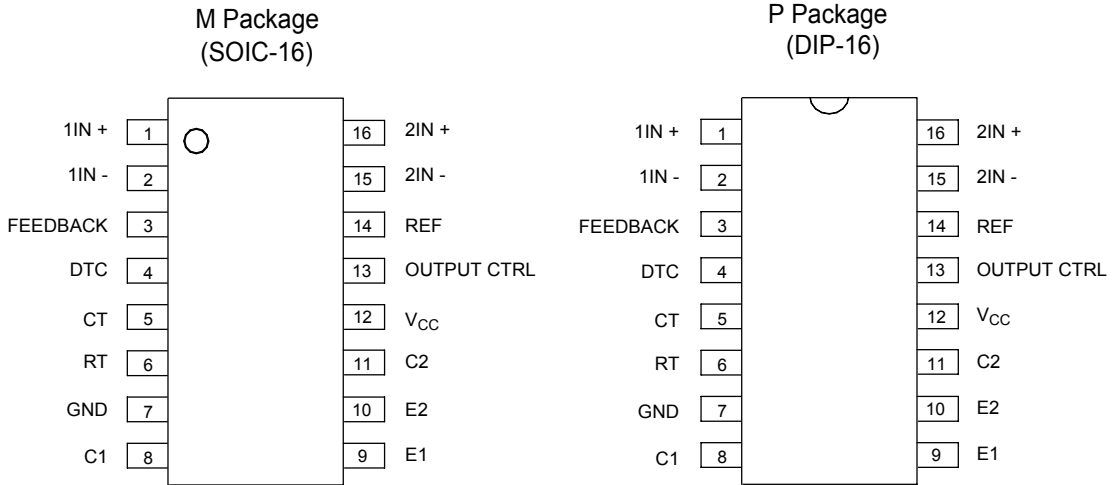 M Package
(SOIC-16)
1IN + 1 16 2IN +
1IN - 2 15 2IN -
FEEDBACK 3 14 REF
DTC 4 13 OUTPUT CTRL
CT 5 12 VCC
RT 6 11 C2
GND 7 10 E2
C1 8 9 E1
P Package
(DIP-16)
1IN + 1 16 2IN +
1IN - 2 15 2IN -
FEEDBACK 3 14 REF
DTC 4 13 OUTPUT CTRL
CT 5 12 VCC
RT 6 11 C2
GND 7 10 E2
C1 8 9 E1